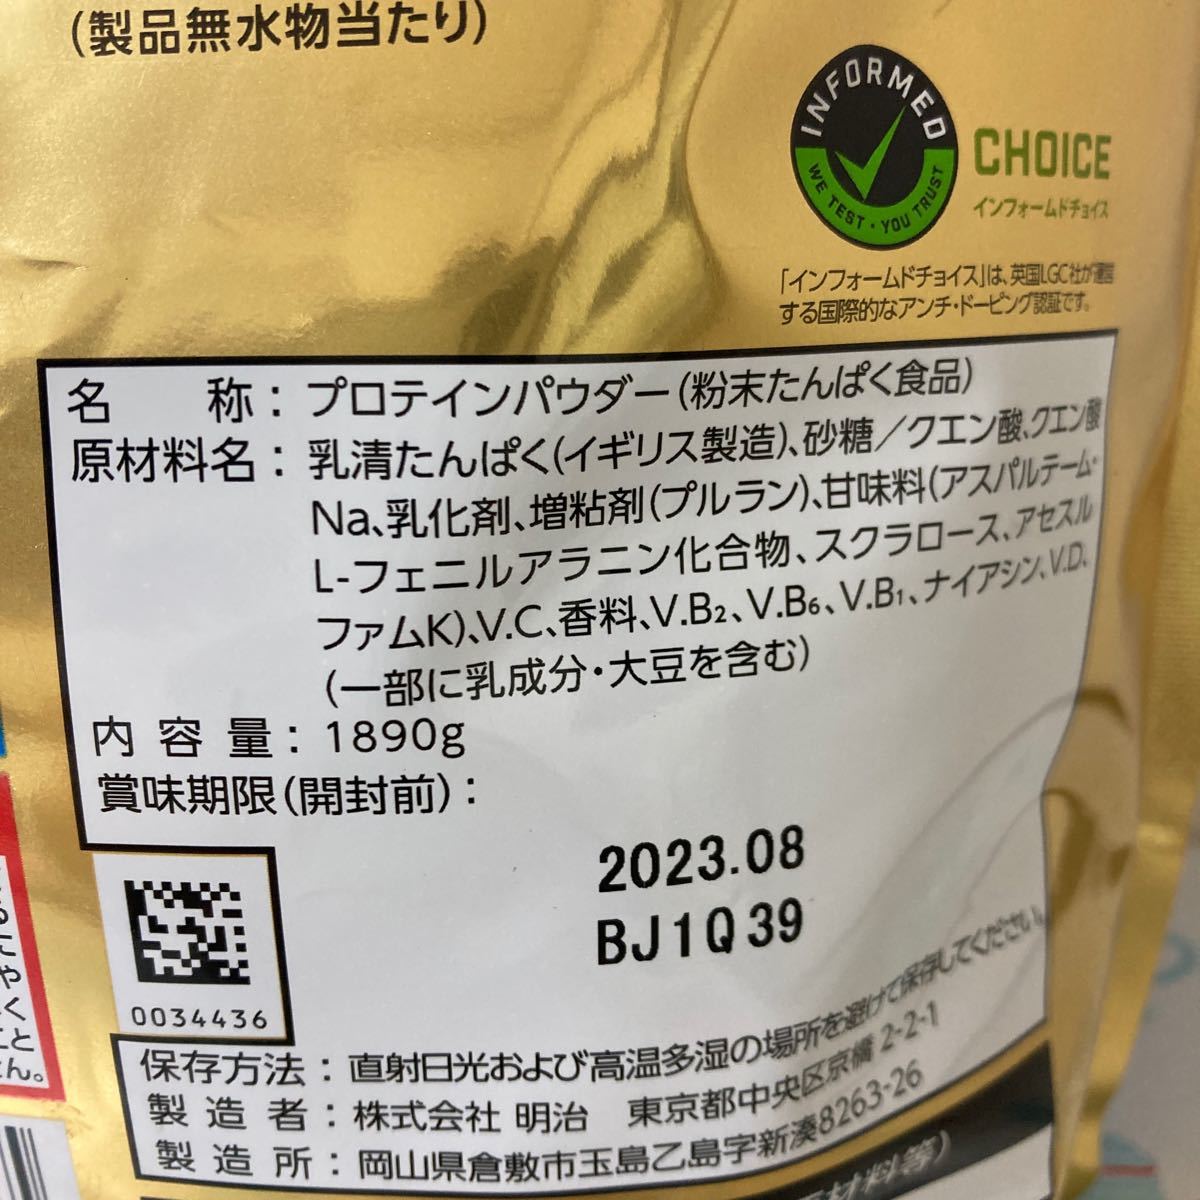 (製品無水物当たり)
INFORMED
WE TEST・YOU TRUST
CHOICE
インフォームドチョイス
「インフォームドチョイス」は、英国LGC社が運営
する国際的なアンチ・ドーピング認証です。
名 称：プロテインパウダー(粉末たんぱく食品)
原材料名：乳清たんぱく(イギリス製造)、砂糖／クエン酸、クエン酸
Na、乳化剤、増粘剤(プルラン)、甘味料(アスパルテーム・
L-フェニルアラニン化合物、スクラロース、アセスル
ファムK)、V.C、香料、V.B₂、V.B₆、V.B₁、ナイアシン、V.D、
(一部に乳成分・大豆を含む)
内容量：1890g
賞味期限(開封前)：
2023.08
BJ1Q39
0034436
保存方法：直射日光および高温多湿の場所を避けて保存してください。
製造者：株式会社 明治 東京都中央区京橋 2-2-1
製造所：岡山県倉敷市玉島乙島字新湊8263-26
材料等)
に
や
く
こと
ん。